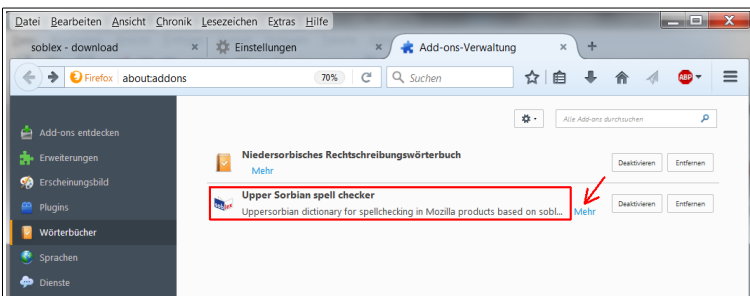 Datei Bearbeiten Ansicht Chronik Lesezeichen Extras Hilfe
soblex - download × Einstellungen × Add-ons-Verwaltung × +
Firefox about:addons 70% Suchen ABP
Alle Add-ons durchsuchen
Add-ons entdecken
Erweiterungen
Erscheinungsbild
Plugins
Wörterbücher
Sprachen
Dienste
Niedersorbisches Rechtschreibungswörterbuch
Mehr
Deaktivieren Entfernen
Upper Sorbian spell checker
Uppersorbian dictionary for spellchecking in Mozilla products based on sobl... Mehr
Deaktivieren Entfernen